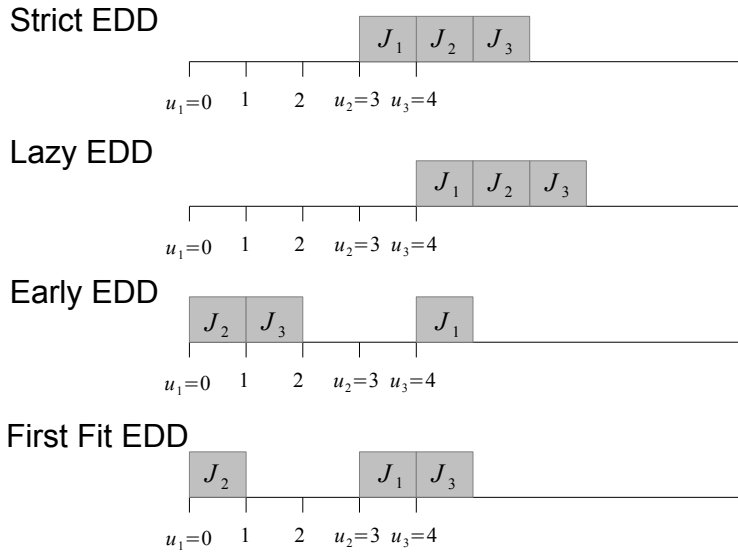 Strict EDD
J₁ J₂ J₃
u₁=0 1 2 u₂=3 u₃=4
Lazy EDD
J₁ J₂ J₃
u₁=0 1 2 u₂=3 u₃=4
Early EDD
J₂ J₃ J₁
u₁=0 1 2 u₂=3 u₃=4
First Fit EDD
J₂ J₁ J₃
u₁=0 1 2 u₂=3 u₃=4